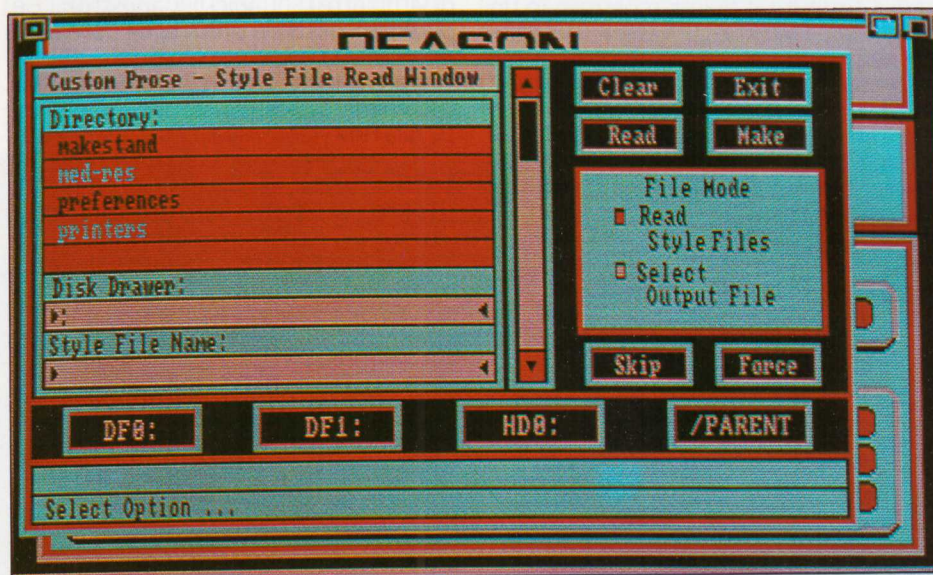 REASON
Custom Prose - Style File Read Window
Directory:
makestand
med-res
preferences
printers
Disk Drawer:
:
Style File Name:
Clear
Exit
Read
Make
File Mode
Read
Style Files
Select
Output File
Skip
Force
DF0:
DF1:
HD0:
/PARENT
Select Option ...